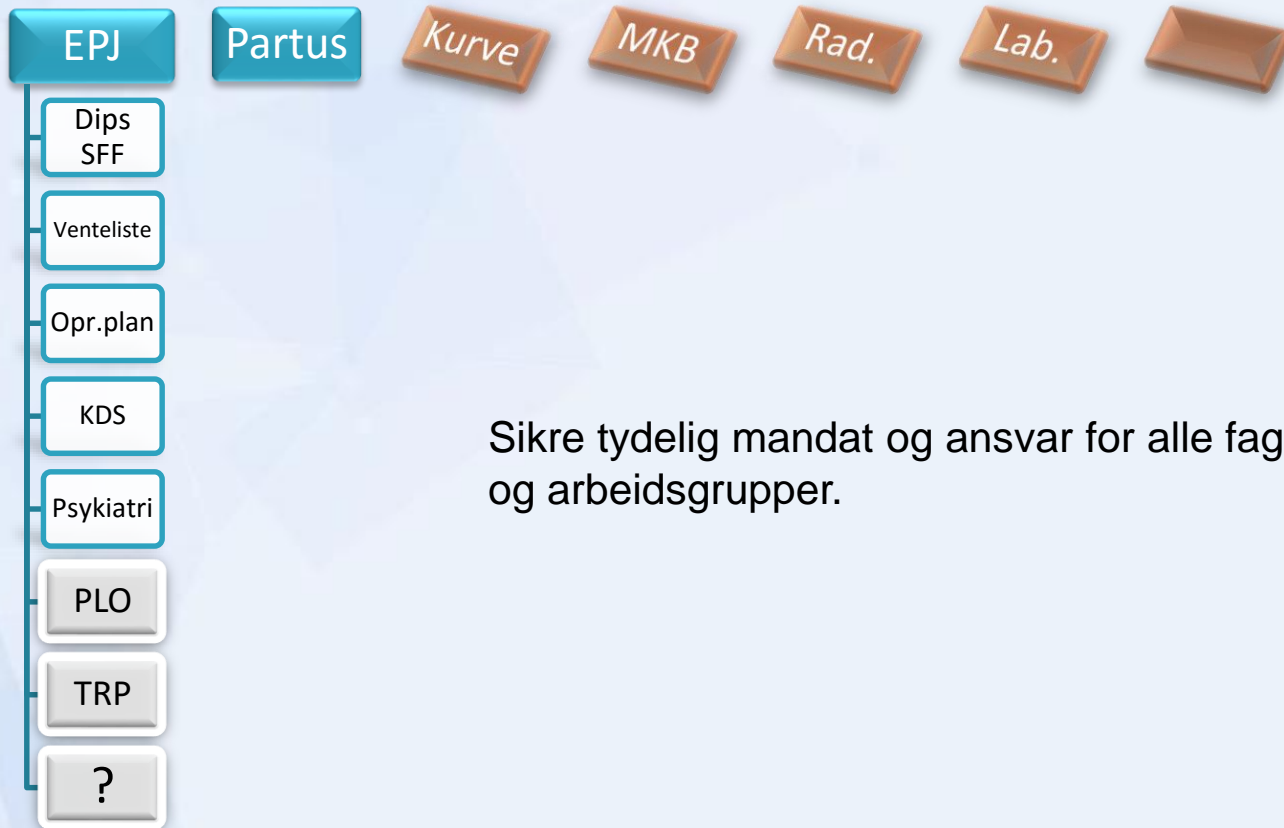 EPJ
Partus
Kurve
MKB
Rad.
Lab.
Dips
SFF
Venteliste
Opr.plan
KDS
Psykiatri
PLO
TRP
?
Sikre tydelig mandat og ansvar for alle fag
og arbeidsgrupper.